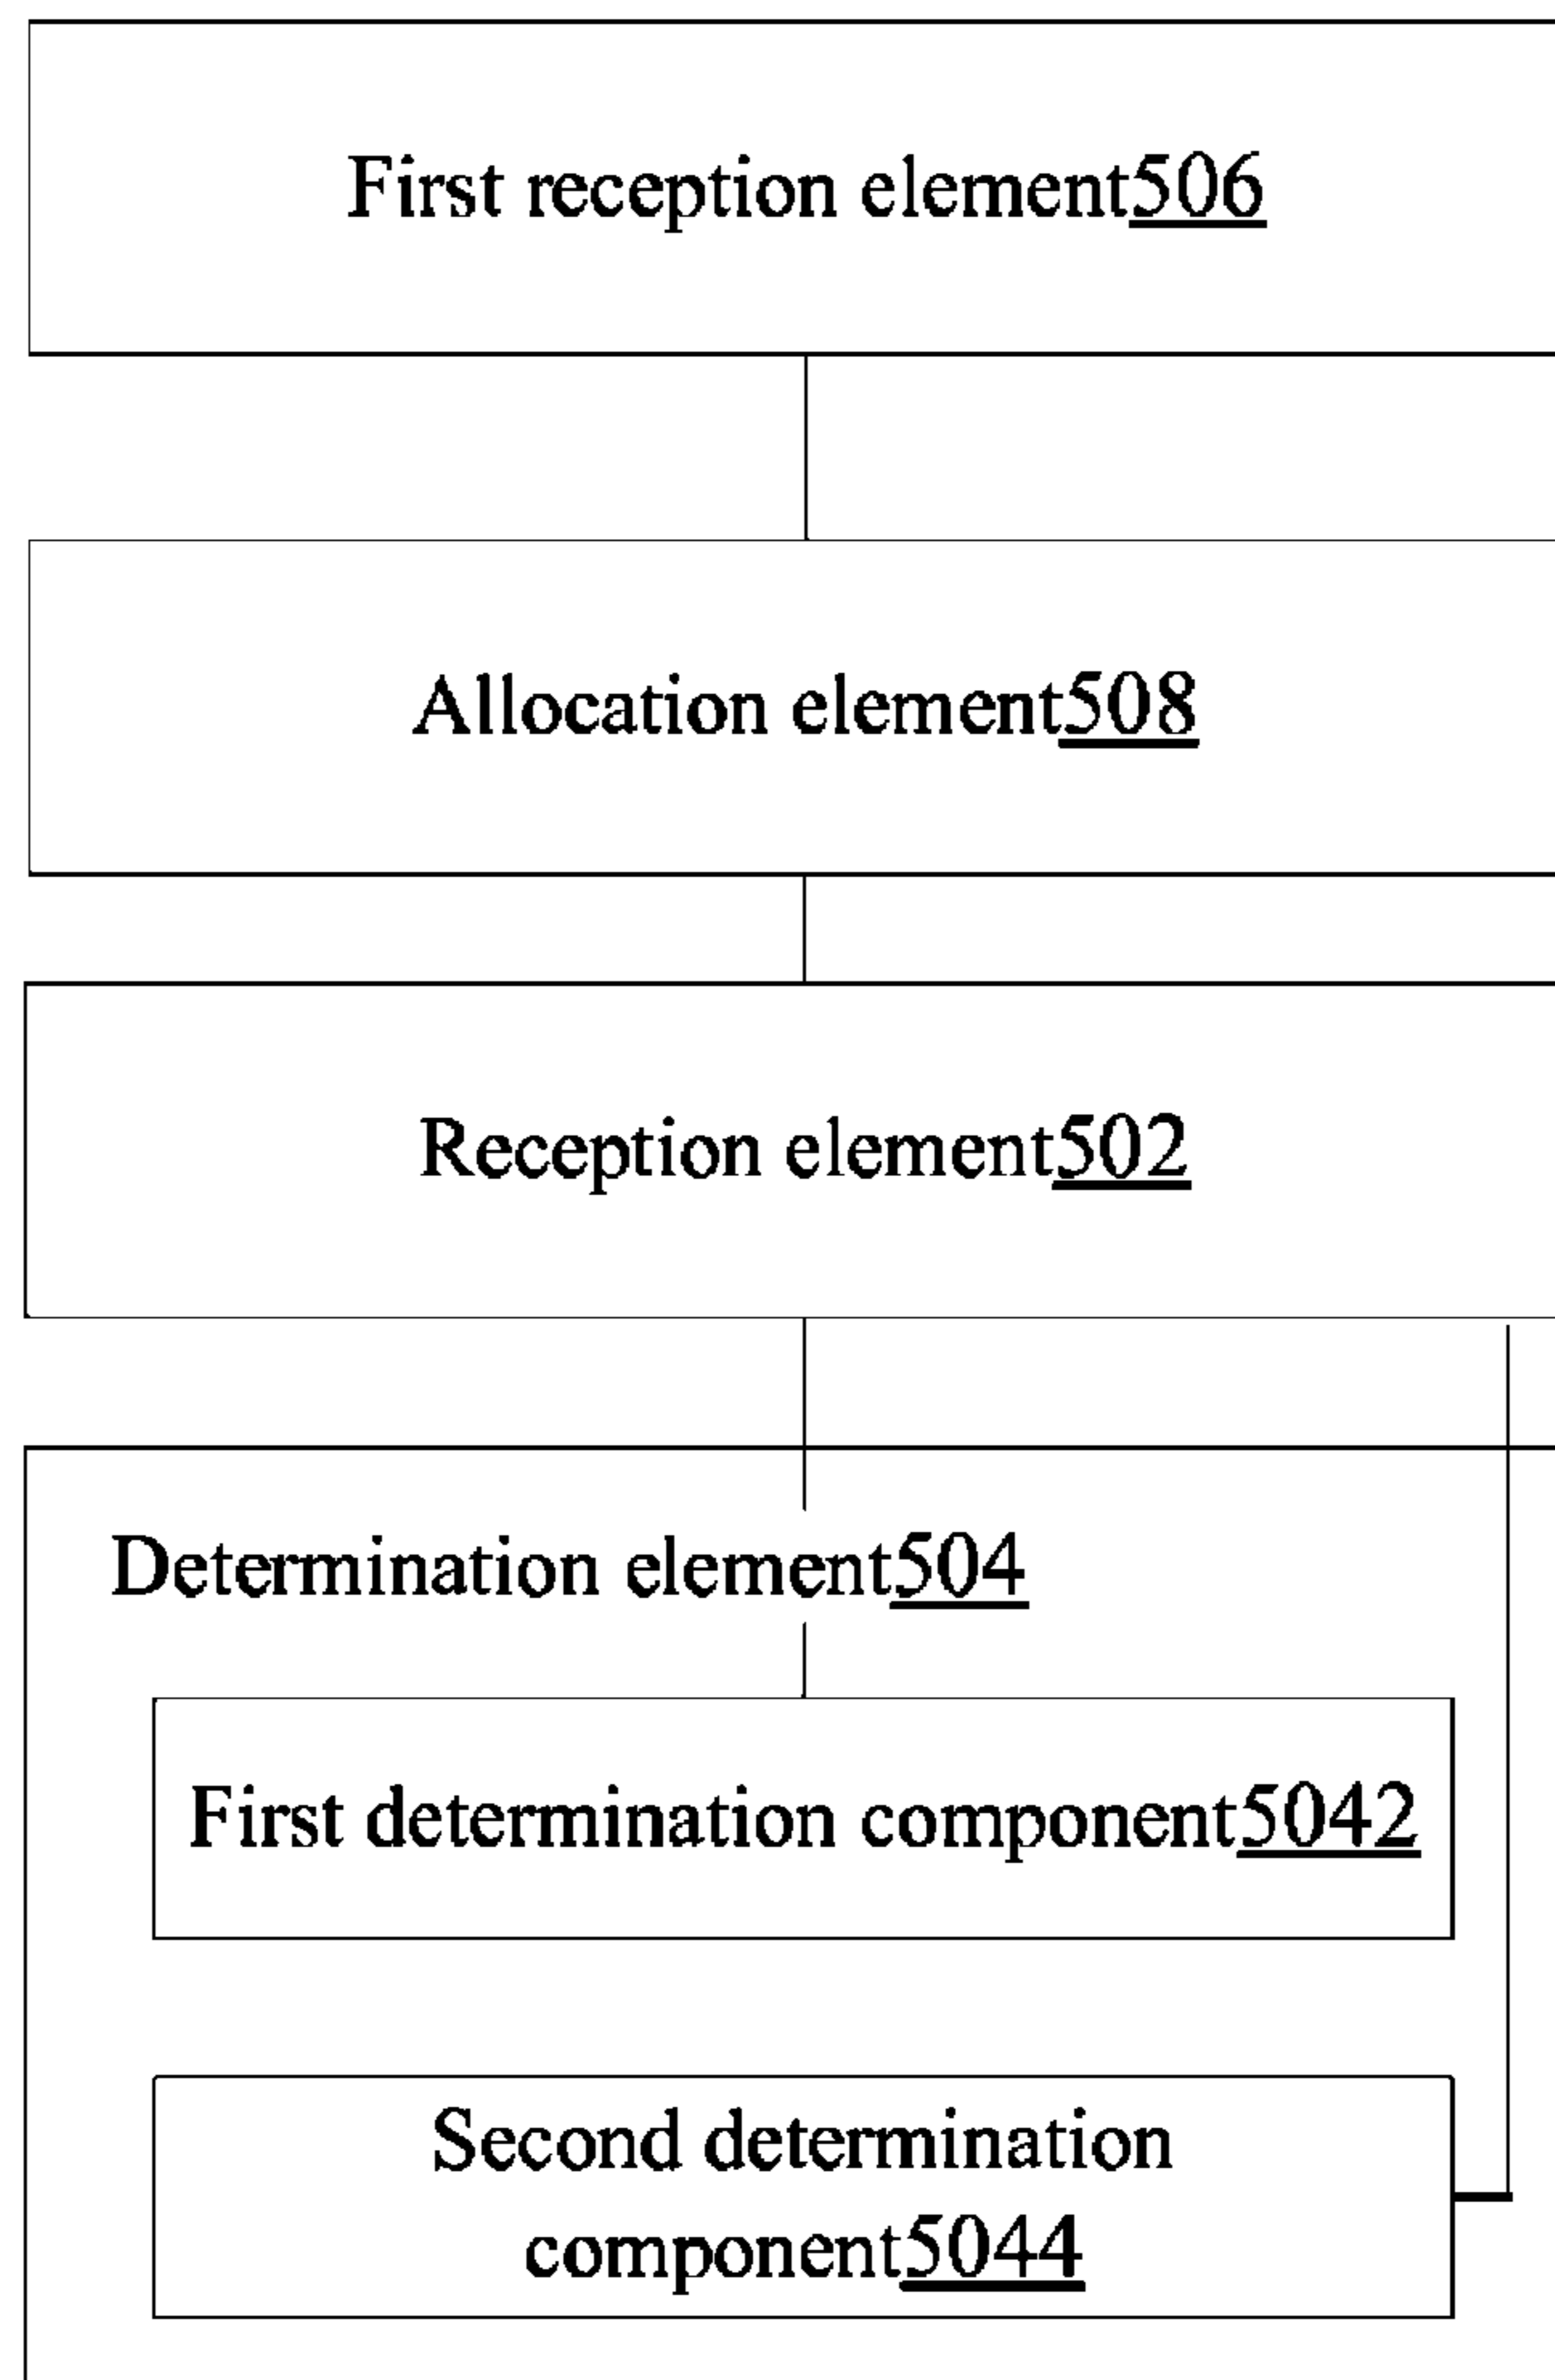 First reception element506
Allocation element508
Reception element502
Determination element504
First determination component5042
Second determination
component5044